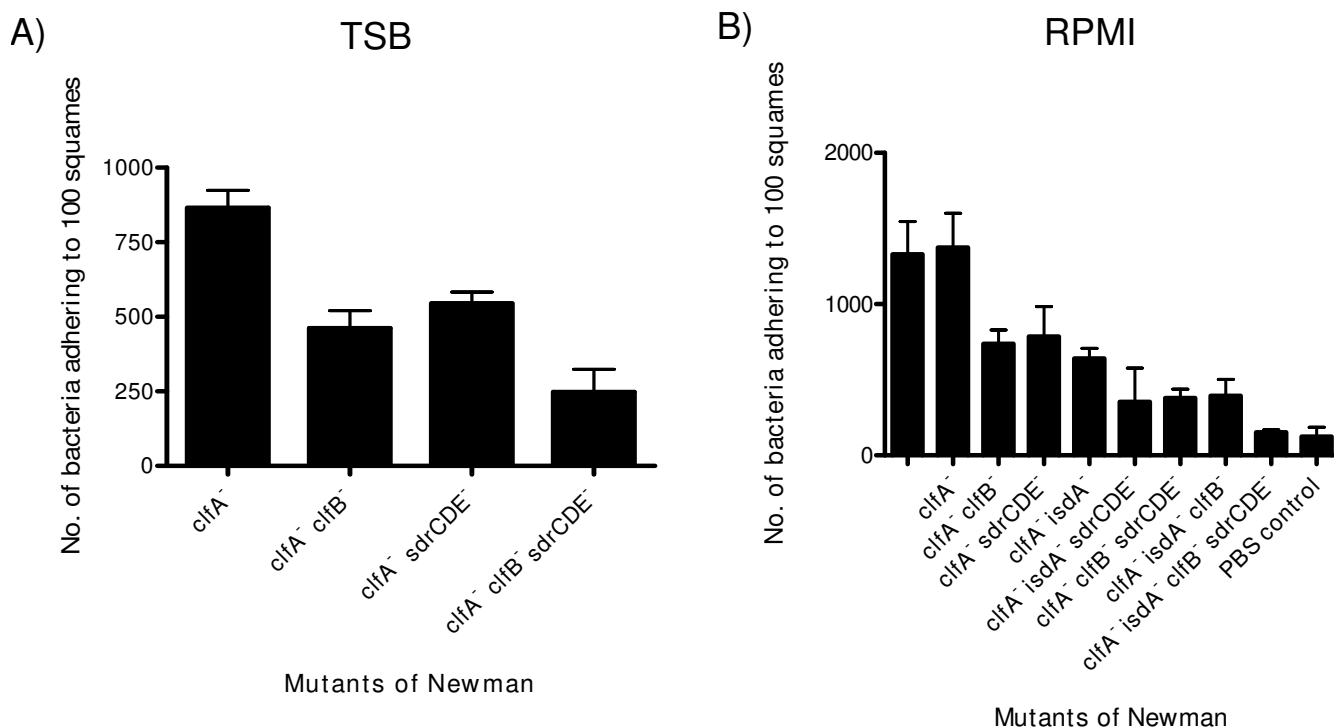 A)
TSB
No. of bacteria adhering to 100 squames
1000
750
500
250
0
clfA⁻
clfA⁻ clfB⁻
clfA⁻ sdrCDE⁻
clfA⁻ clfB⁻ sdrCDE⁻
Mutants of Newman
B)
RPMI
No. of bacteria adhering to 100 squames
2000
1000
0
clfA⁻
clfA⁻ clfB⁻
clfA⁻ sdrCDE⁻
clfA⁻ isdA⁻
clfA⁻ isdA⁻ sdrCDE⁻
clfA⁻ clfB⁻ sdrCDE⁻
clfA⁻ isdA⁻ clfB⁻
clfA⁻ isdA⁻ clfB⁻ sdrCDE⁻
PBS control
Mutants of Newman